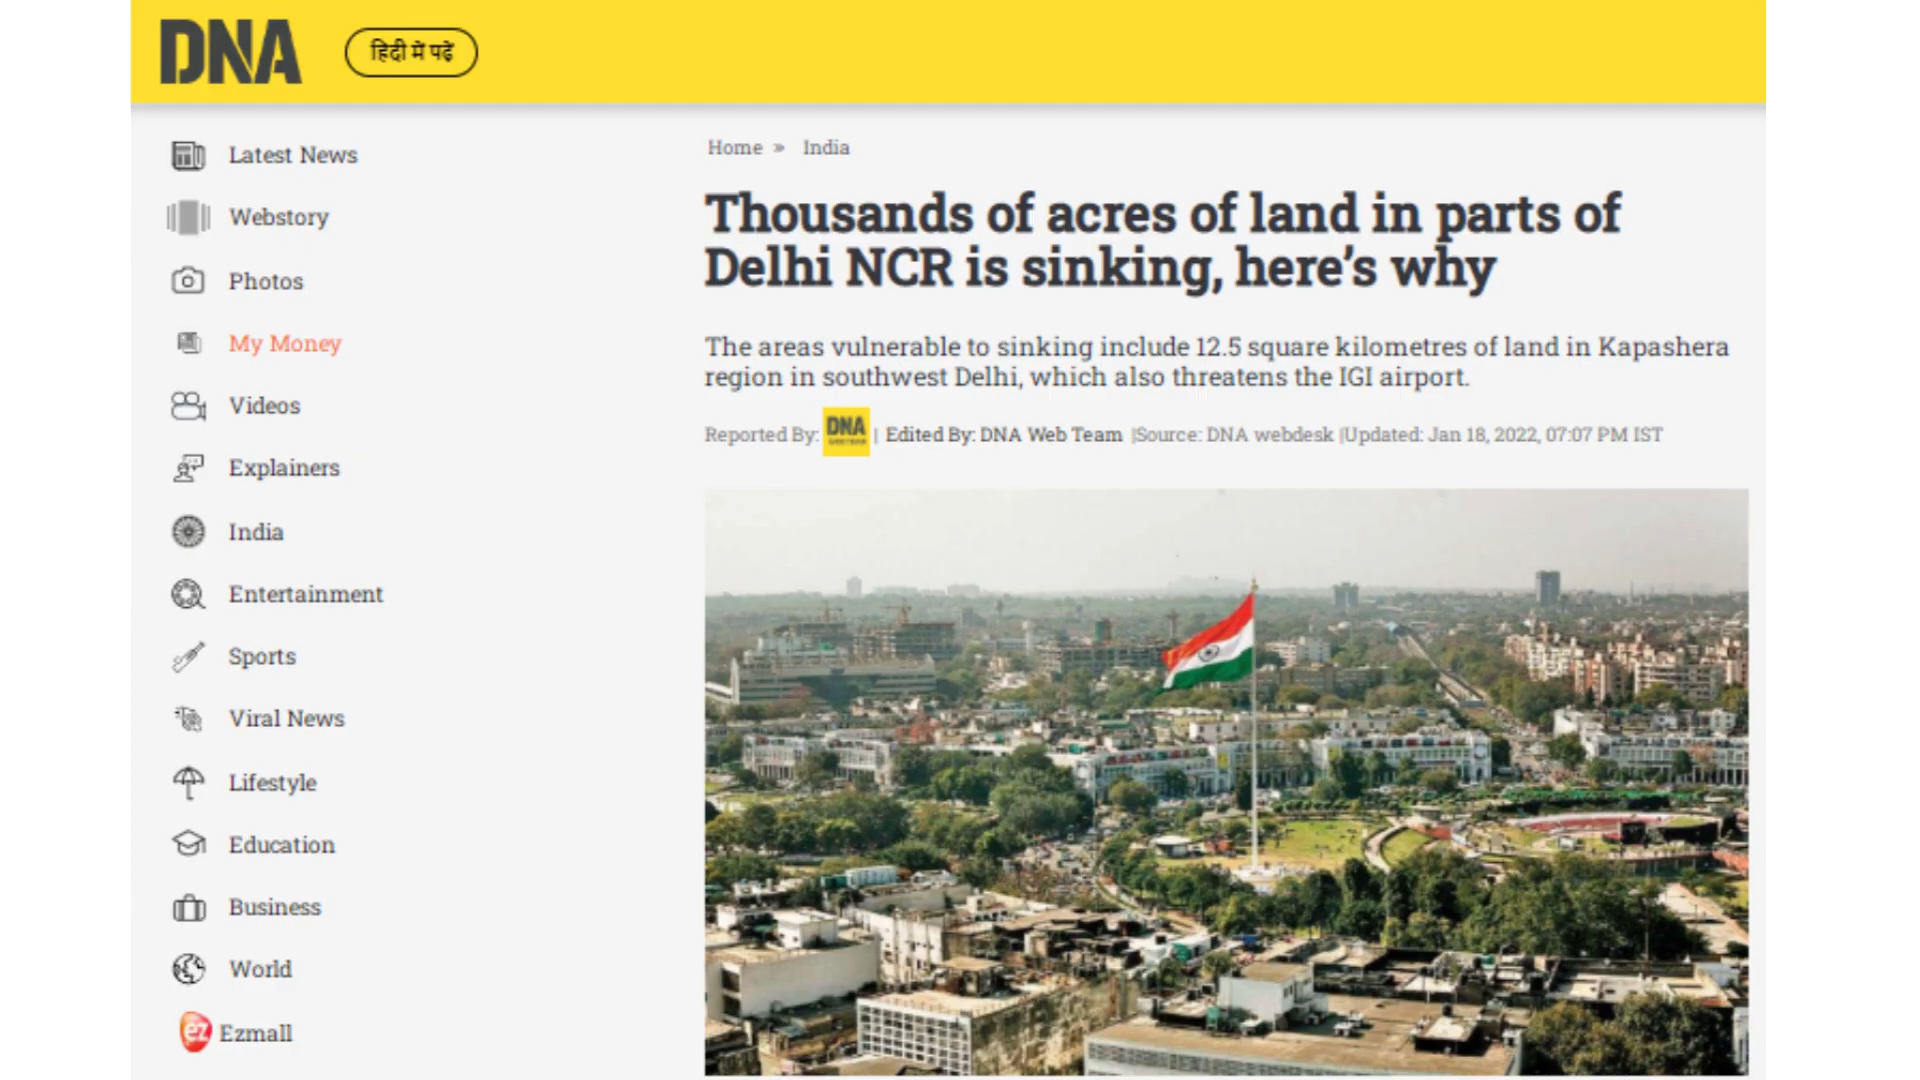 DNA
हिंदी में पढ़ें
Latest News
Webstory
Photos
My Money
Videos
Explainers
India
Entertainment
Sports
Viral News
Lifestyle
Education
Business
World
Ezmall
Home » India
Thousands of acres of land in parts of
Delhi NCR is sinking, here's why
The areas vulnerable to sinking include 12.5 square kilometres of land in Kapashera
region in southwest Delhi, which also threatens the IGI airport.
Reported By: DNA | Edited By: DNA Web Team |Source: DNA webdesk |Updated: Jan 18, 2022, 07:07 PM IST